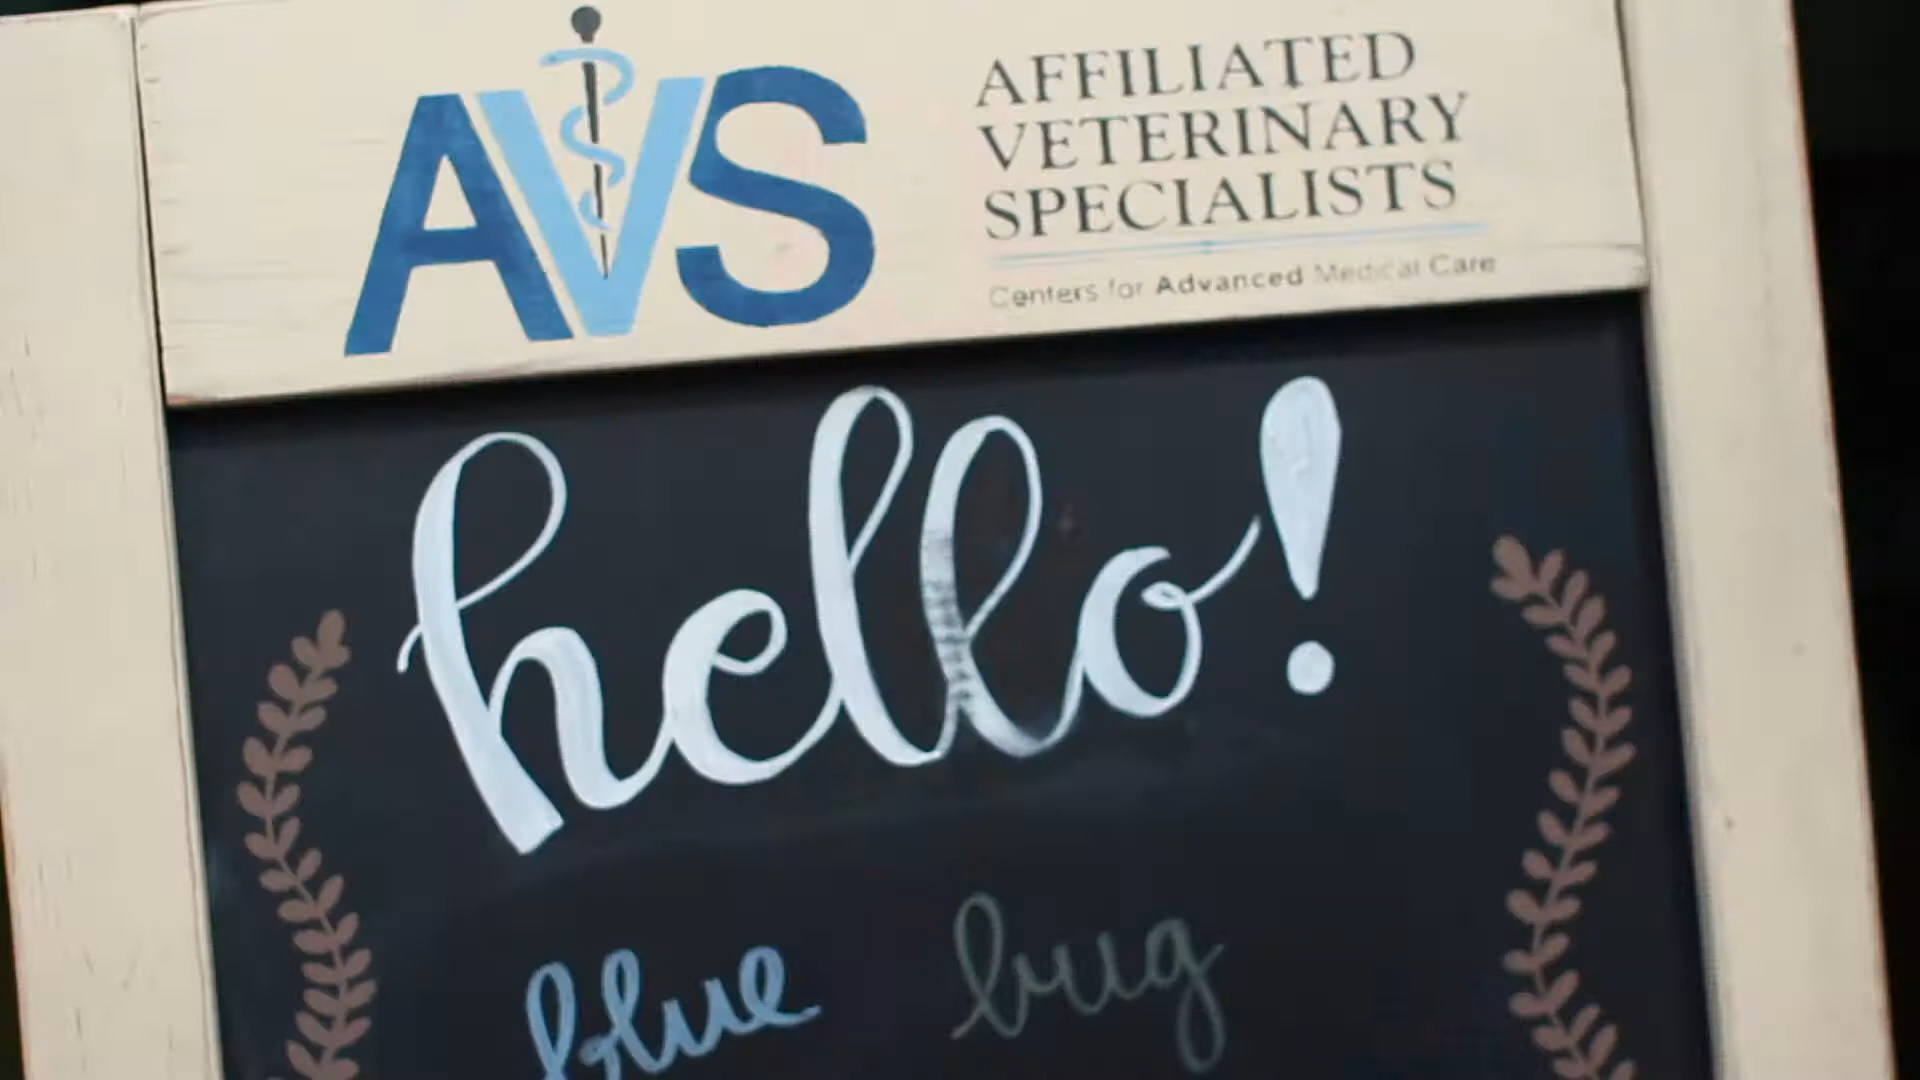 AVS
AFFILIATED
VETERINARY
SPECIALISTS
Centers for Advanced Medical Care
hello!
blue bug